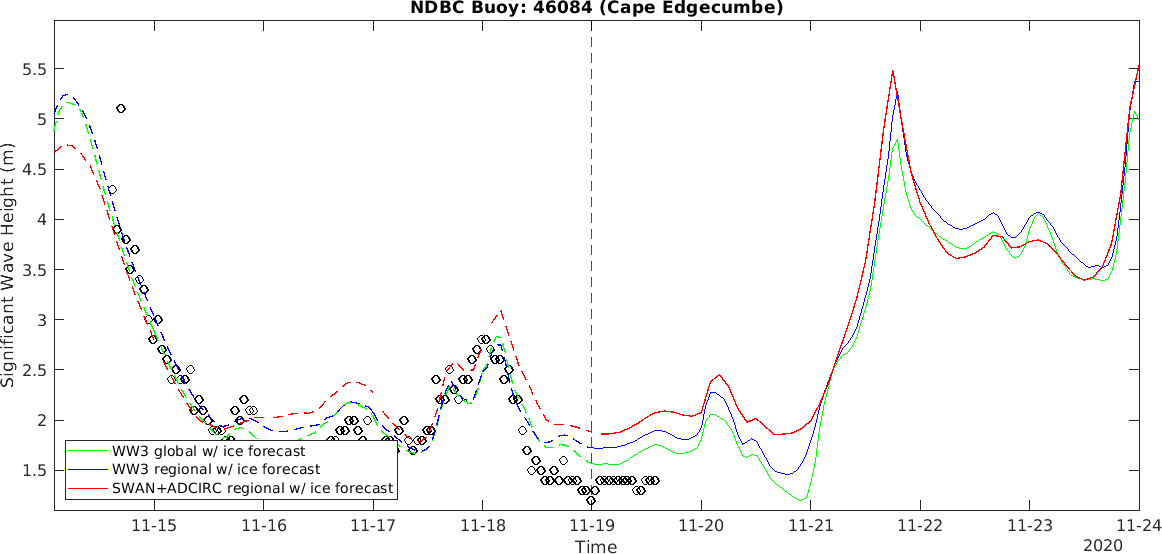 NDBC Buoy: 46084 (Cape Edgecumbe)
Significant Wave Height (m)
5.5
5
4.5
4
3.5
3
2.5
2
1.5
WW3 global w/ ice forecast
WW3 regional w/ ice forecast
SWAN+ADCIRC regional w/ ice forecast
11-15 11-16 11-17 11-18 11-19 11-20 11-21 11-22 11-23 11-24
Time
2020